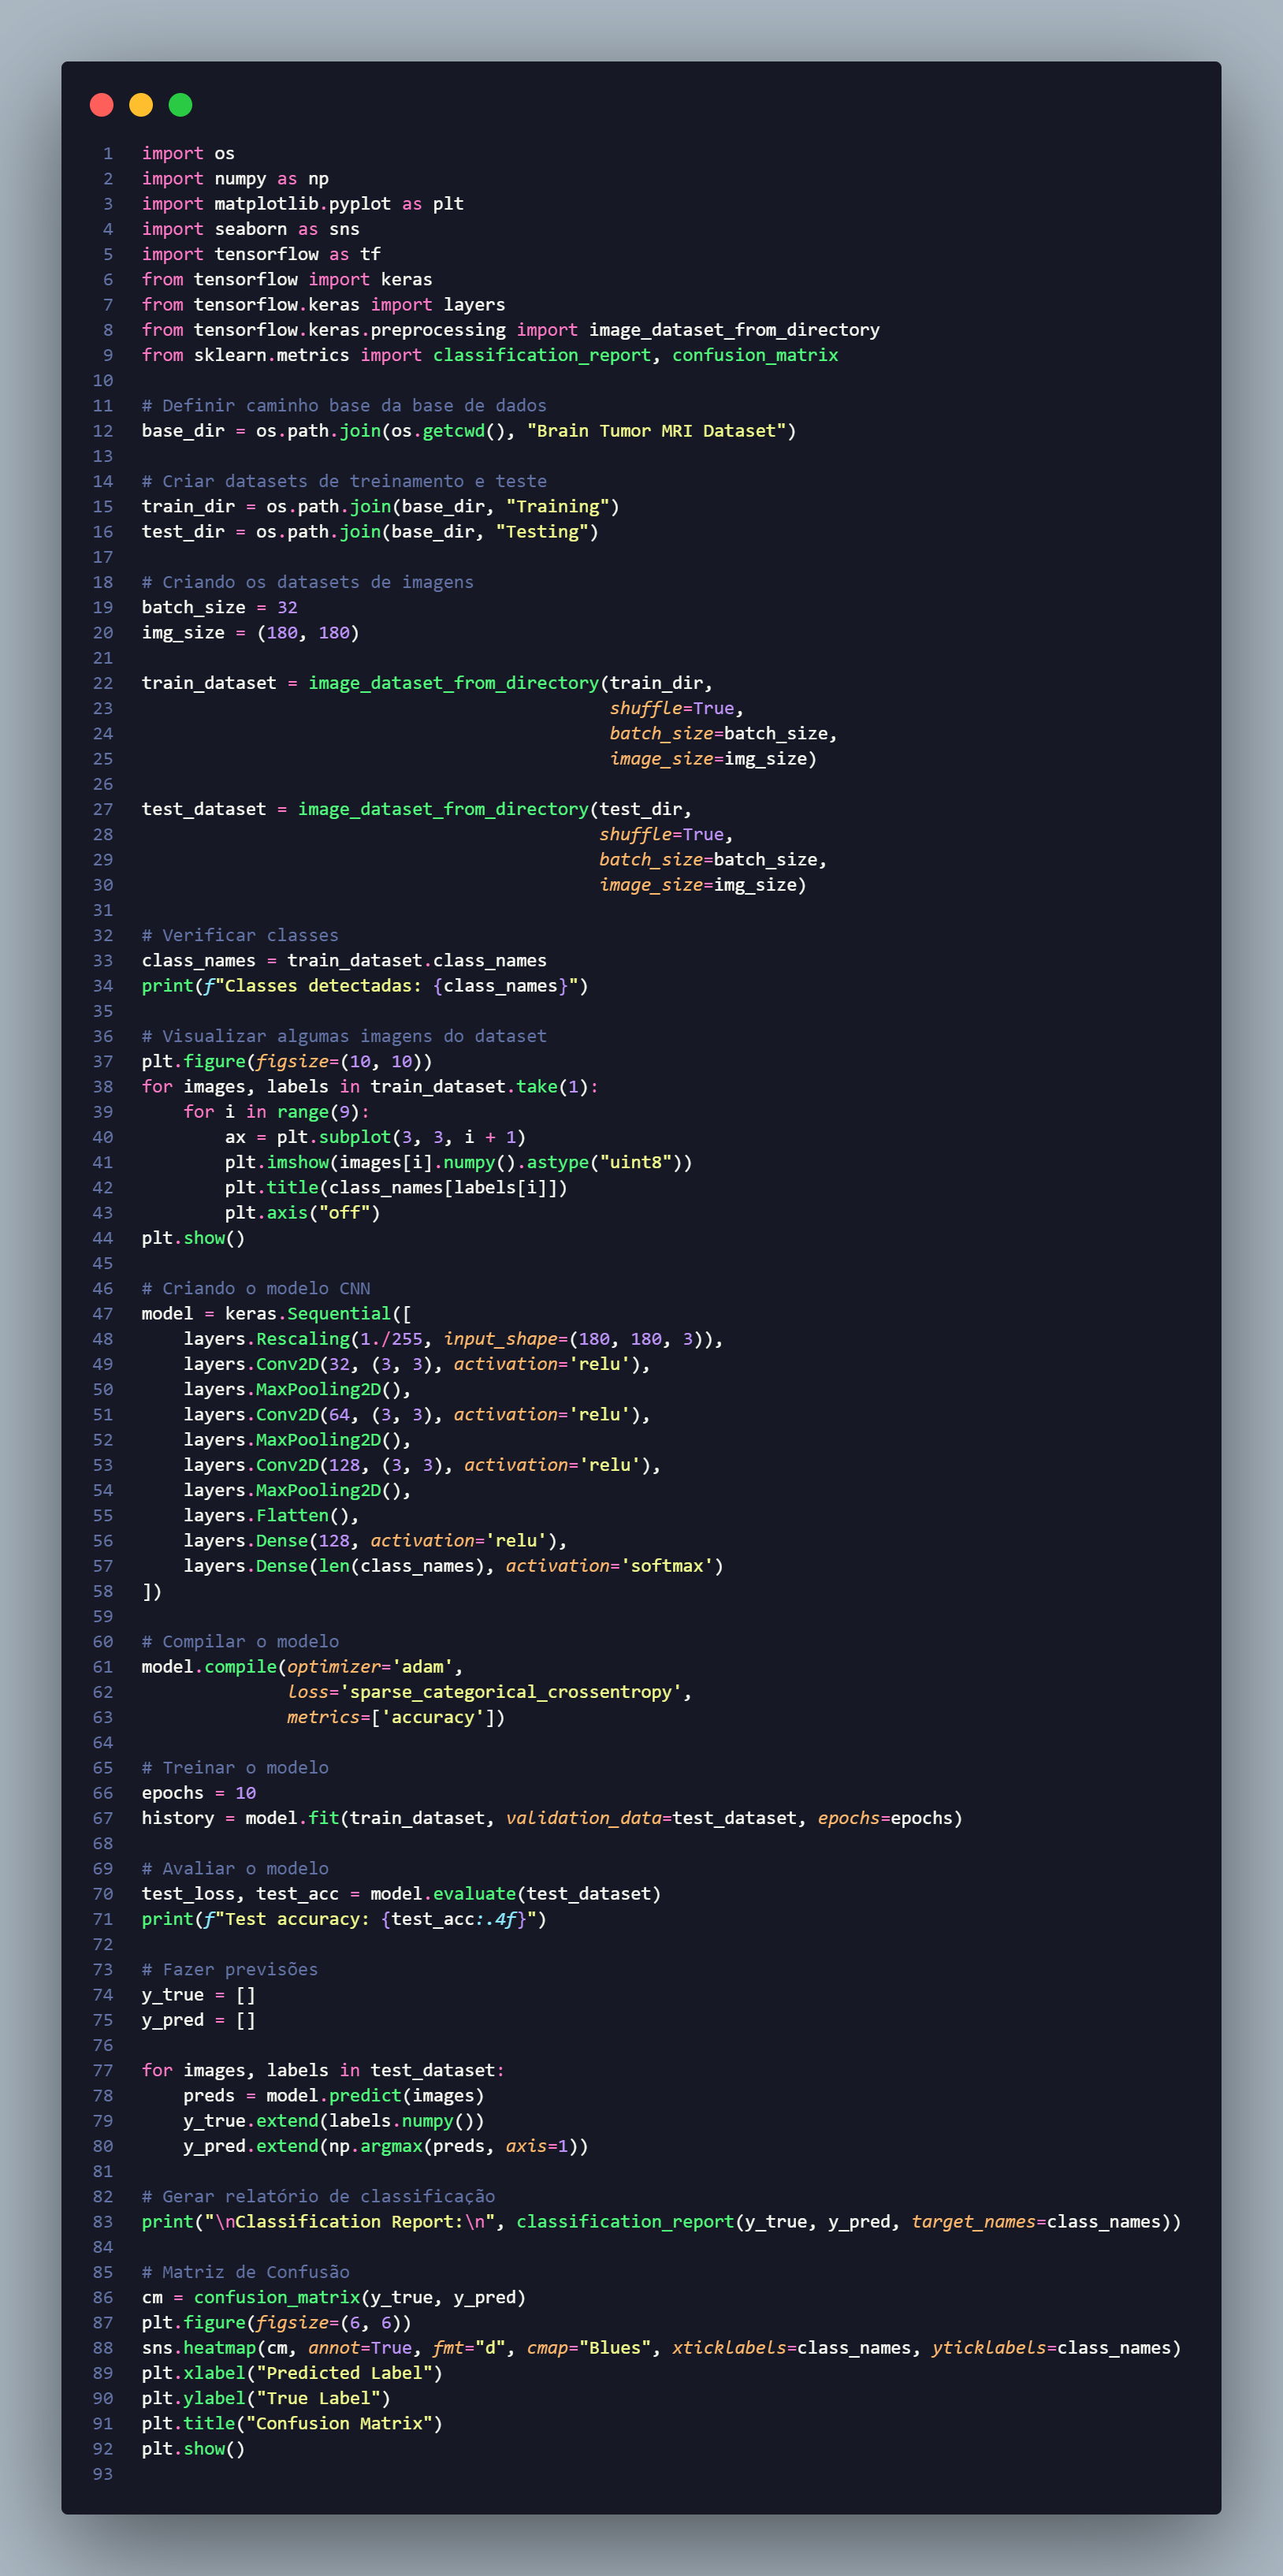 1 import os
2 import numpy as np
3 import matplotlib.pyplot as plt
4 import seaborn as sns
5 import tensorflow as tf
6 from tensorflow import keras
7 from tensorflow.keras import layers
8 from tensorflow.keras.preprocessing import image_dataset_from_directory
9 from sklearn.metrics import classification_report, confusion_matrix
10
11 # Definir caminho base da base de dados
12 base_dir = os.path.join(os.getcwd(), "Brain Tumor MRI Dataset")
13
14 # Criar datasets de treinamento e teste
15 train_dir = os.path.join(base_dir, "Training")
16 test_dir = os.path.join(base_dir, "Testing")
17
18 # Criando os datasets de imagens
19 batch_size = 32
20 img_size = (180, 180)
21
22 train_dataset = image_dataset_from_directory(train_dir,
23                                              shuffle=True,
24                                              batch_size=batch_size,
25                                              image_size=img_size)
26
27 test_dataset = image_dataset_from_directory(test_dir,
28                                             shuffle=True,
29                                             batch_size=batch_size,
30                                             image_size=img_size)
31
32 # Verificar classes
33 class_names = train_dataset.class_names
34 print(f"Classes detectadas: {class_names}")
35
36 # Visualizar algumas imagens do dataset
37 plt.figure(figsize=(10, 10))
38 for images, labels in train_dataset.take(1):
39     for i in range(9):
40         ax = plt.subplot(3, 3, i + 1)
41         plt.imshow(images[i].numpy().astype("uint8"))
42         plt.title(class_names[labels[i]])
43         plt.axis("off")
44 plt.show()
45
46 # Criando o modelo CNN
47 model = keras.Sequential([
48     layers.Rescaling(1./255, input_shape=(180, 180, 3)),
49     layers.Conv2D(32, (3, 3), activation='relu'),
50     layers.MaxPooling2D(),
51     layers.Conv2D(64, (3, 3), activation='relu'),
52     layers.MaxPooling2D(),
53     layers.Conv2D(128, (3, 3), activation='relu'),
54     layers.MaxPooling2D(),
55     layers.Flatten(),
56     layers.Dense(128, activation='relu'),
57     layers.Dense(len(class_names), activation='softmax')
58 ])
59
60 # Compilar o modelo
61 model.compile(optimizer='adam',
62               loss='sparse_categorical_crossentropy',
63               metrics=['accuracy'])
64
65 # Treinar o modelo
66 epochs = 10
67 history = model.fit(train_dataset, validation_data=test_dataset, epochs=epochs)
68
69 # Avaliar o modelo
70 test_loss, test_acc = model.evaluate(test_dataset)
71 print(f"Test accuracy: {test_acc:.4f}")
72
73 # Fazer previsões
74 y_true = []
75 y_pred = []
76
77 for images, labels in test_dataset:
78     preds = model.predict(images)
79     y_true.extend(labels.numpy())
80     y_pred.extend(np.argmax(preds, axis=1))
81
82 # Gerar relatório de classificação
83 print("\nClassification Report:\n", classification_report(y_true, y_pred, target_names=class_names))
84
85 # Matriz de Confusão
86 cm = confusion_matrix(y_true, y_pred)
87 plt.figure(figsize=(6, 6))
88 sns.heatmap(cm, annot=True, fmt="d", cmap="Blues", xticklabels=class_names, yticklabels=class_names)
89 plt.xlabel("Predicted Label")
90 plt.ylabel("True Label")
91 plt.title("Confusion Matrix")
92 plt.show()
93